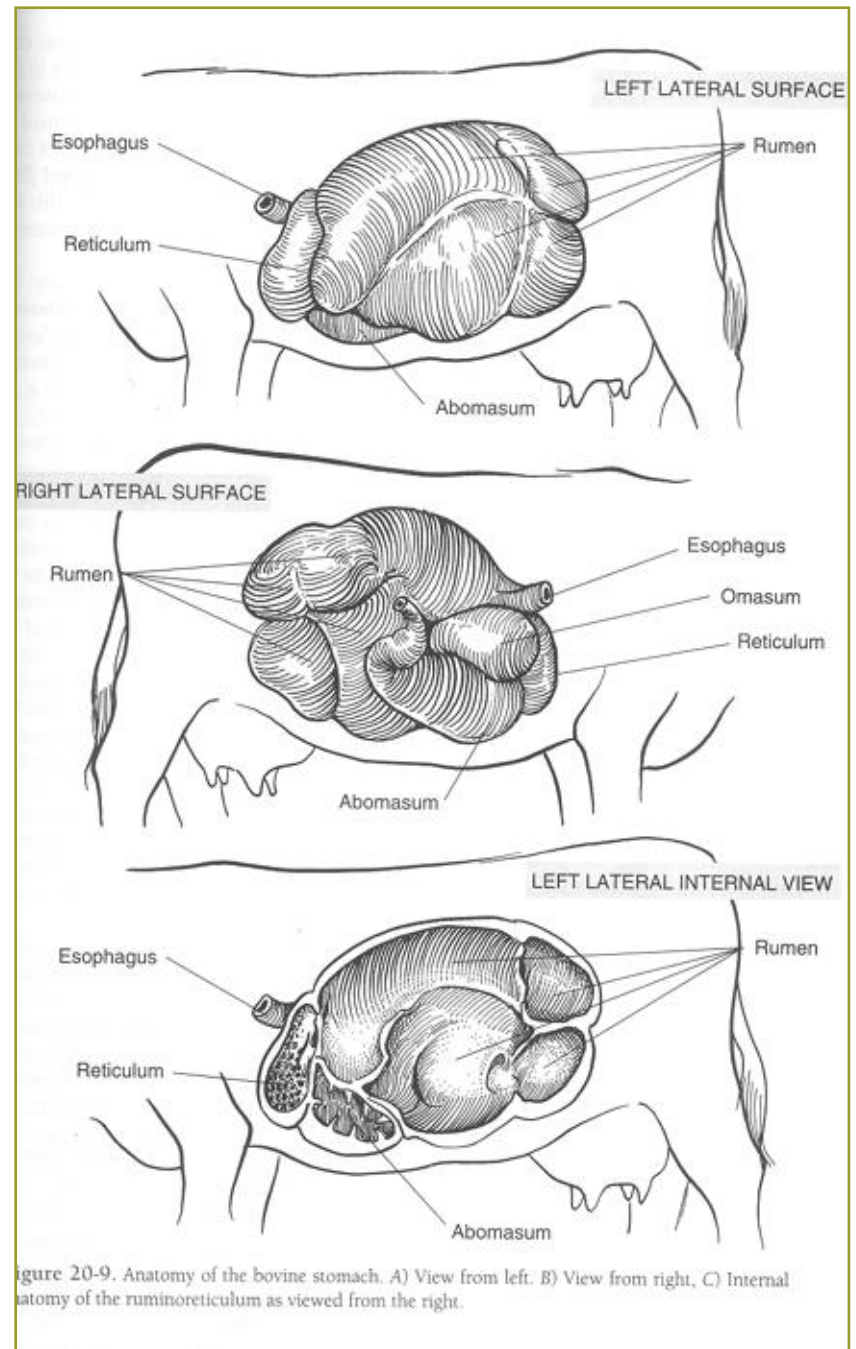 LEFT LATERAL SURFACE
Esophagus
Rumen
Reticulum
Abomasum
RIGHT LATERAL SURFACE
Esophagus
Rumen
Omasum
Reticulum
Abomasum
LEFT LATERAL INTERNAL VIEW
Esophagus
Rumen
Reticulum
Abomasum
igure 20-9. Anatomy of the bovine stomach. A) View from left. B) View from right, C) Internal
natomy of the ruminoreticulum as viewed from the right.